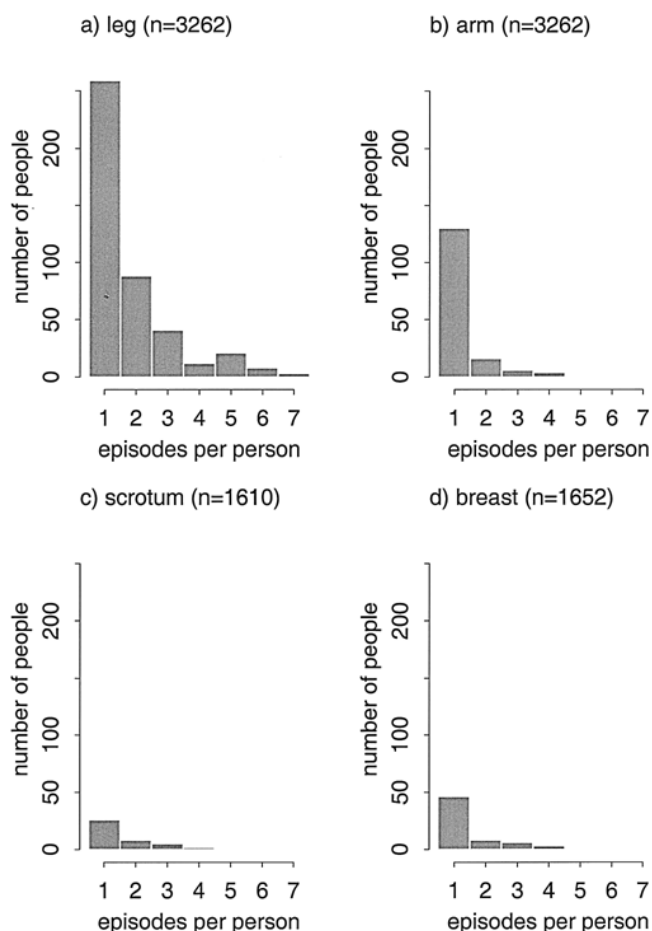 a) leg (n=3262)
number of people
0 50 100 200
1 2 3 4 5 6 7
episodes per person
b) arm (n=3262)
number of people
0 50 100 200
1 2 3 4 5 6 7
episodes per person
c) scrotum (n=1610)
number of people
0 50 100 200
1 2 3 4 5 6 7
episodes per person
d) breast (n=1652)
number of people
0 50 100 200
1 2 3 4 5 6 7
episodes per person